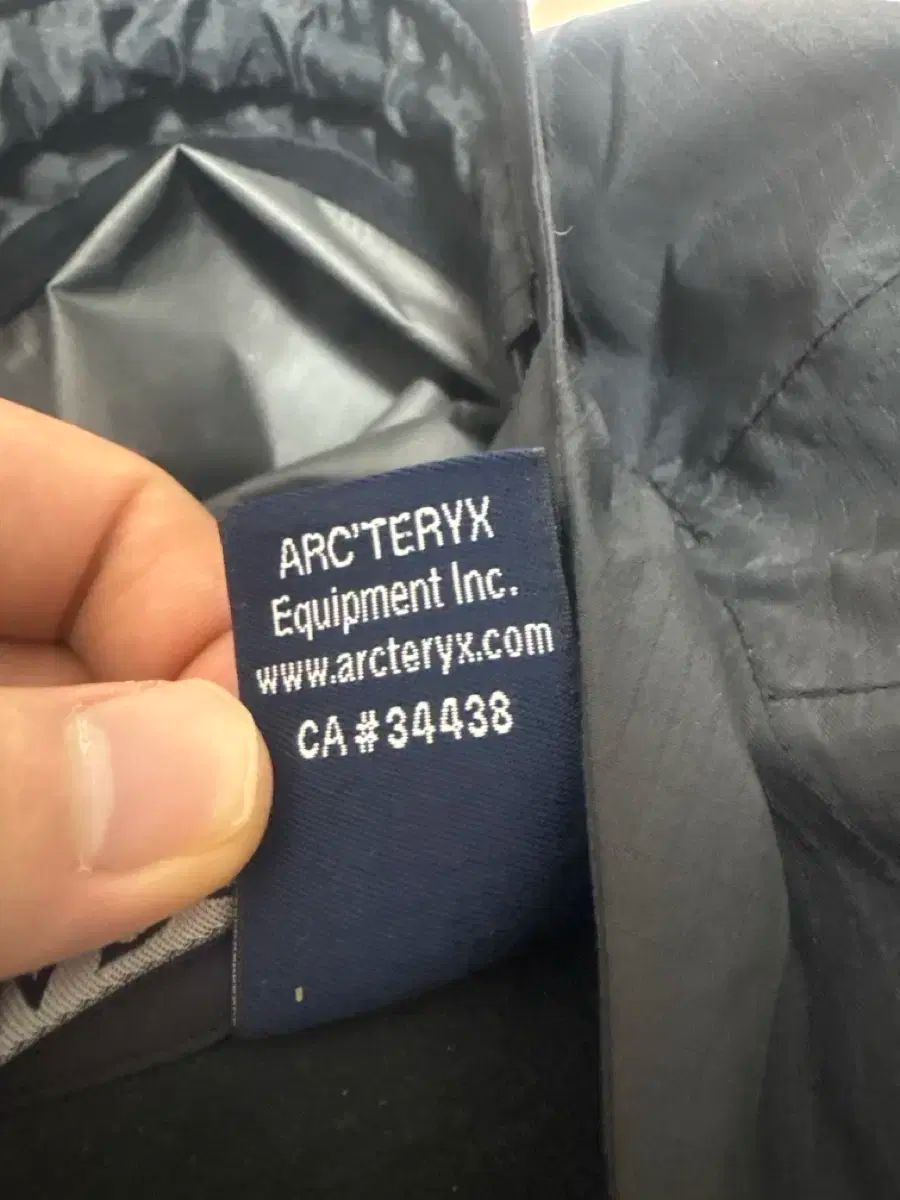 ARC'TERYX
Equipment Inc.
www.arcteryx.com
CA#34438